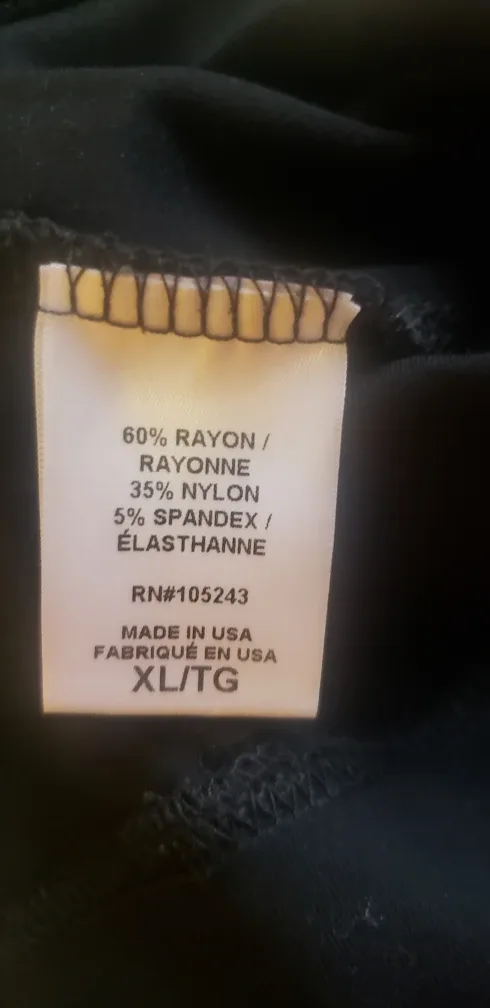 60% RAYON /
RAYONNE
35% NYLON
5% SPANDEX /
ÉLASTHANNE
RN#105243
MADE IN USA
FABRIQUÉ EN USA
XL/TG